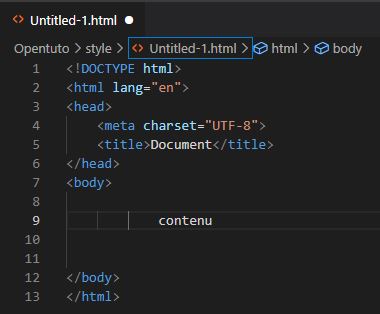 Untitled-1.html
Opentuto > style > Untitled-1.html > html > body
1 <!DOCTYPE html>
2 <html lang="en">
3 <head>
4 <meta charset="UTF-8">
5 <title>Document</title>
6 </head>
7 <body>
8
9 contenu
10
11
12 </body>
13 </html>